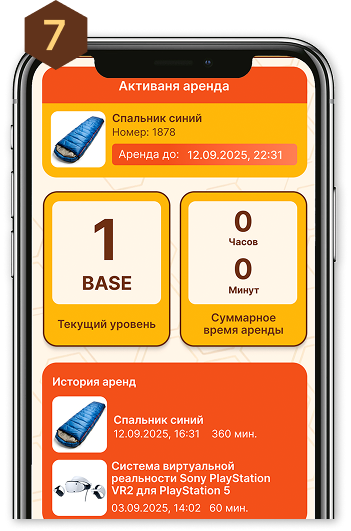 7
Активаня аренда
Спальник синий
Номер: 1878
Аренда до: 12.09.2025, 22:31
1
BASE
Текущий уровень
0
Часов
0
Минут
Суммарное
время аренды
История аренд
Спальник синий
12.09.2025, 16:31 360 мин.
Система виртуальной
реальности Sony PlayStation
VR2 для PlayStation 5
03.09.2025, 14:02 60 мин.